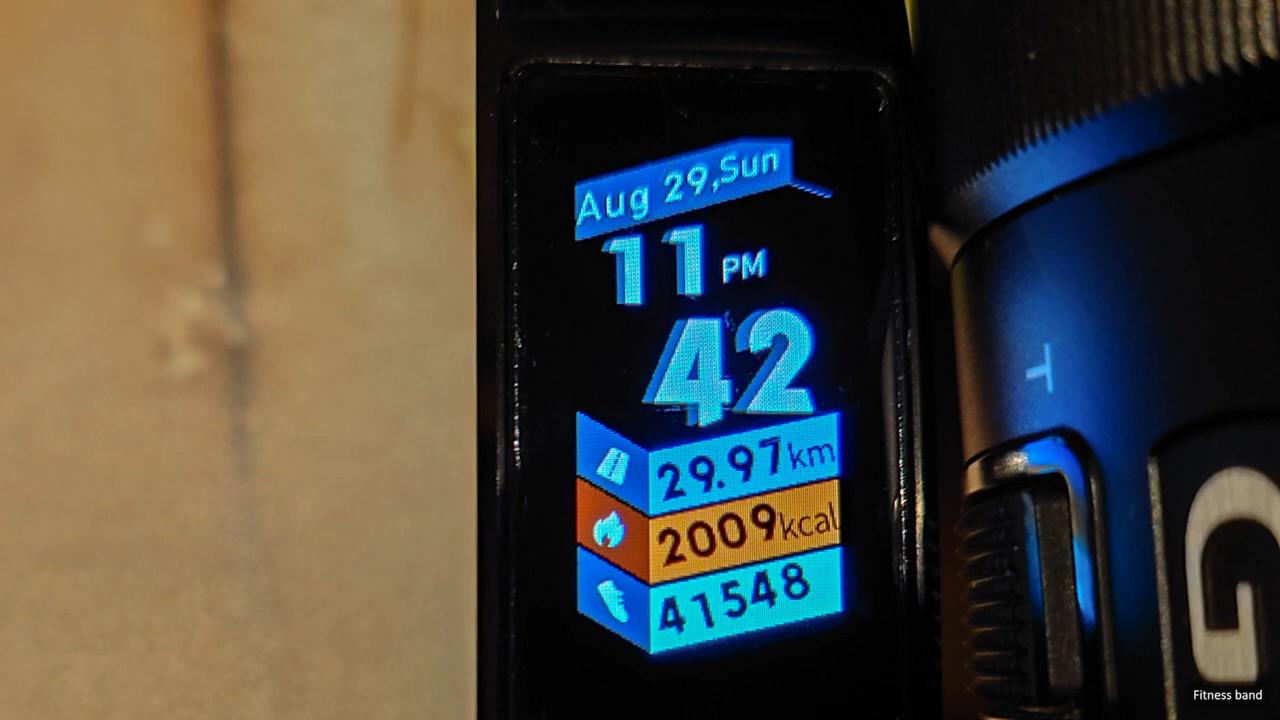 Aug 29,Sun
11 PM
42
29.97km
2009kcal
41548
T
G
Fitness band